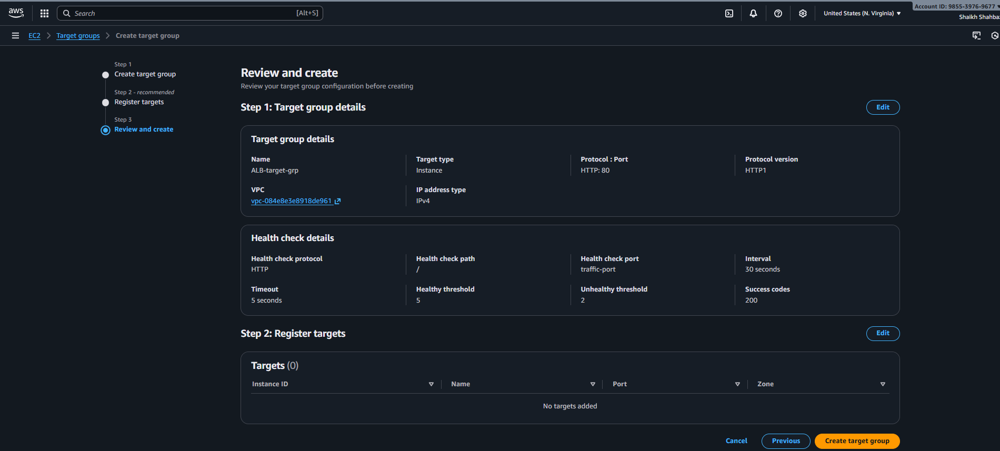 aws
Search [Alt+S]
United States (N. Virginia)
Account ID: 9855-3976-9677
Shaikh Shahba
EC2 > Target groups > Create target group
Step 1
Create target group
Step 2 - recommended
Register targets
Step 3
Review and create
Review and create
Review your target group configuration before creating
Step 1: Target group details
Edit
Target group details
Name
ALB-target-grp
Target type
Instance
Protocol : Port
HTTP: 80
Protocol version
HTTP1
VPC
vpc-084e8e3e8918de961
IP address type
IPv4
Health check details
Health check protocol
HTTP
Health check path
/
Health check port
traffic-port
Interval
30 seconds
Timeout
5 seconds
Healthy threshold
5
Unhealthy threshold
2
Success codes
200
Step 2: Register targets
Edit
Targets (0)
Instance ID Name Port Zone
No targets added
Cancel Previous Create target group